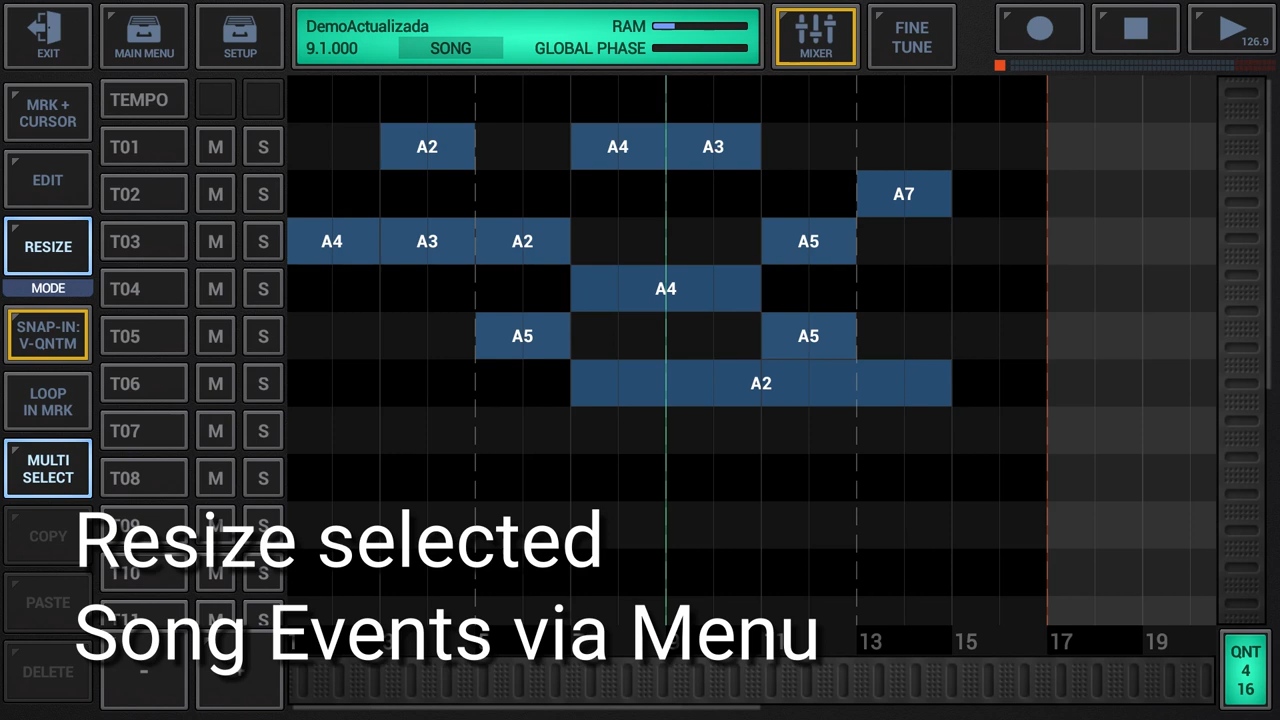 EXIT
MAIN MENU
SETUP
DemoActualizada
RAM
9.1.000
SONG
GLOBAL PHASE
MIXER
FINE
TUNE
126.9
MRK +
CURSOR
EDIT
RESIZE
MODE
SNAP-IN:
V-QNTM
LOOP
IN MRK
MULTI
SELECT
COPY
PASTE
DELETE
TEMPO
T01 M S A2 A4 A3
T02 M S A7
T03 M S A4 A3 A2 A5
T04 M S A4
T05 M S A5 A5
T06 M S A2
T07 M S
T08 M S
T09 M S
T10 M S
T11 S
Resize selected
Song Events via Menu
13 15 17 19
- +
QNT
4
16